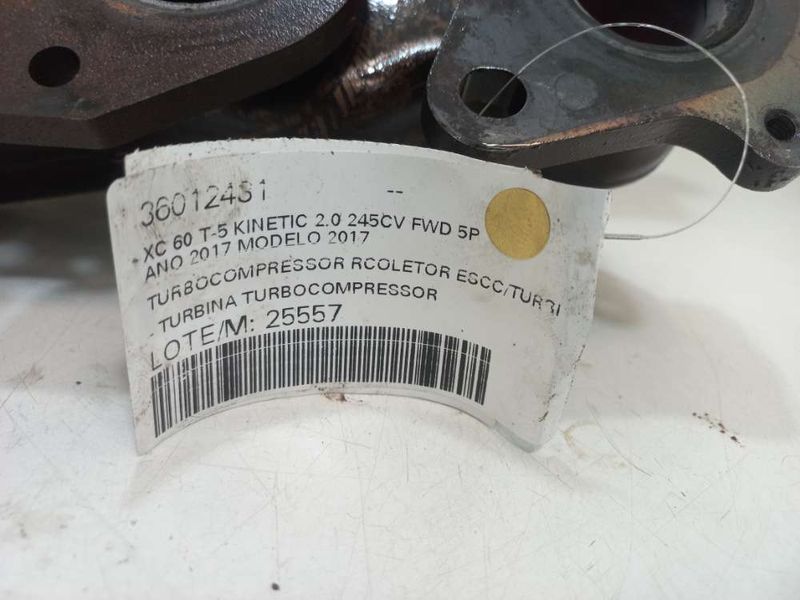 36012431 --
XC 60 T-5 KINETIC 2.0 245CV FWD 5P
ANO 2017 MODELO 2017
TURBOCOMPRESSOR RCOLETOR ESCC/TURBI
- TURBINA TURBOCOMPRESSOR
LOTE/M: 25557